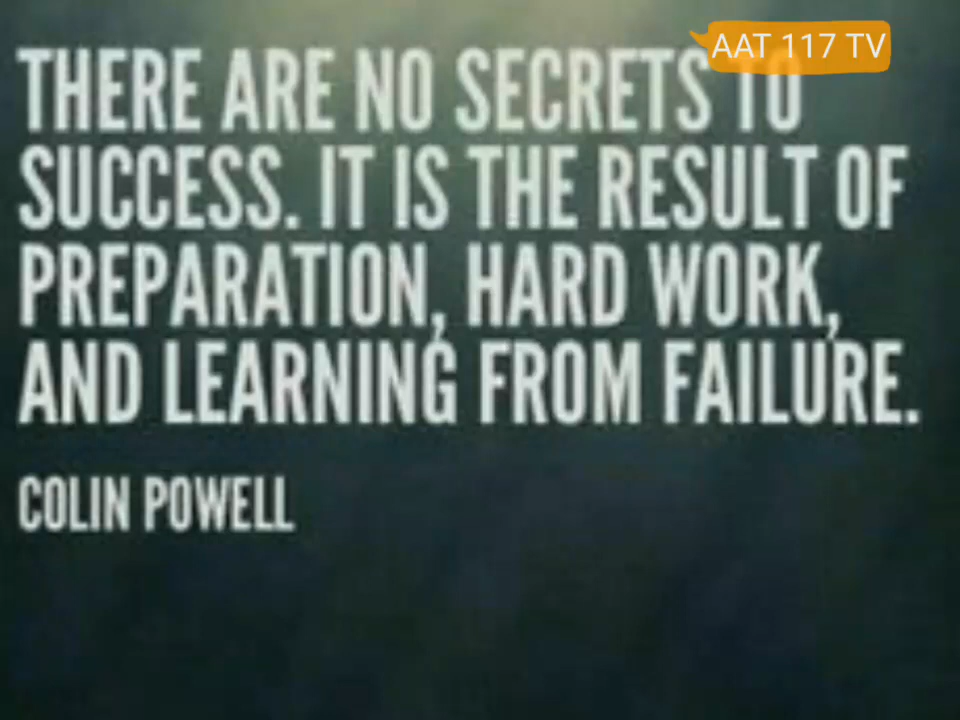 AAT 117 TV
THERE ARE NO SECRETS TO
SUCCESS. IT IS THE RESULT OF
PREPARATION, HARD WORK,
AND LEARNING FROM FAILURE.
COLIN POWELL